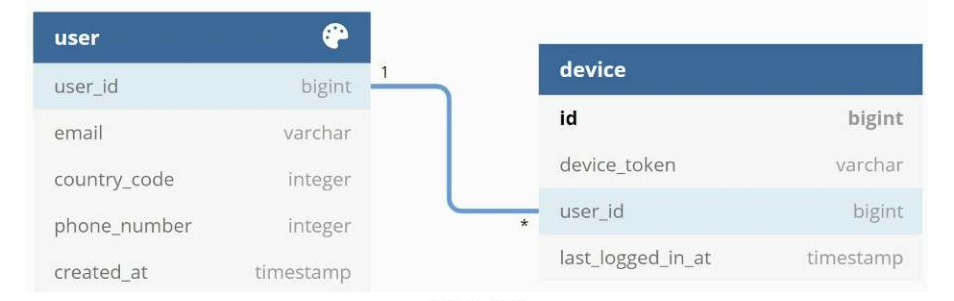 user
user_id bigint
email varchar
country_code integer
phone_number integer
created_at timestamp
1
*
device
id bigint
device_token varchar
user_id bigint
last_logged_in_at timestamp